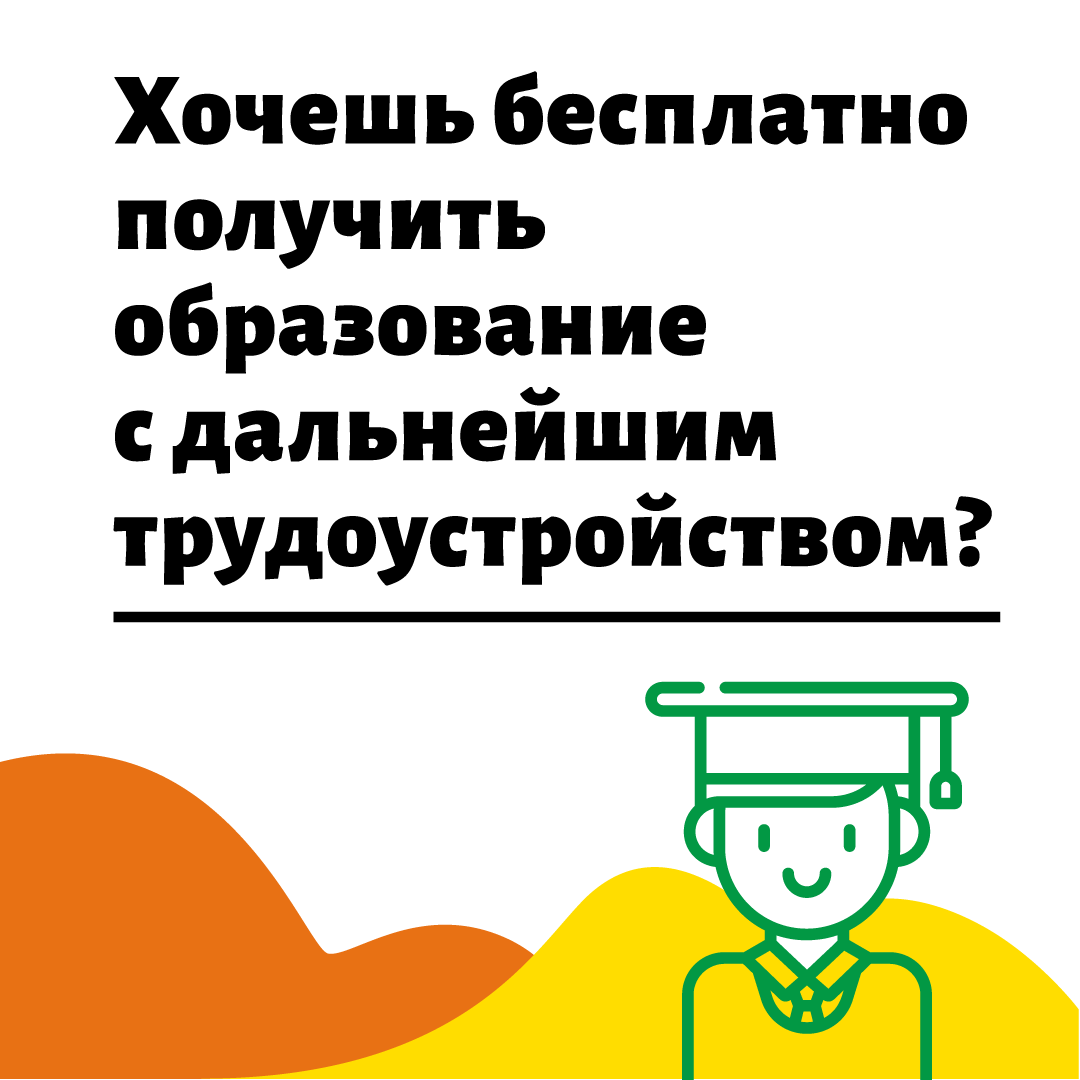 Хочешь бесплатно
получить
образование
с дальнейшим
трудоустройством?